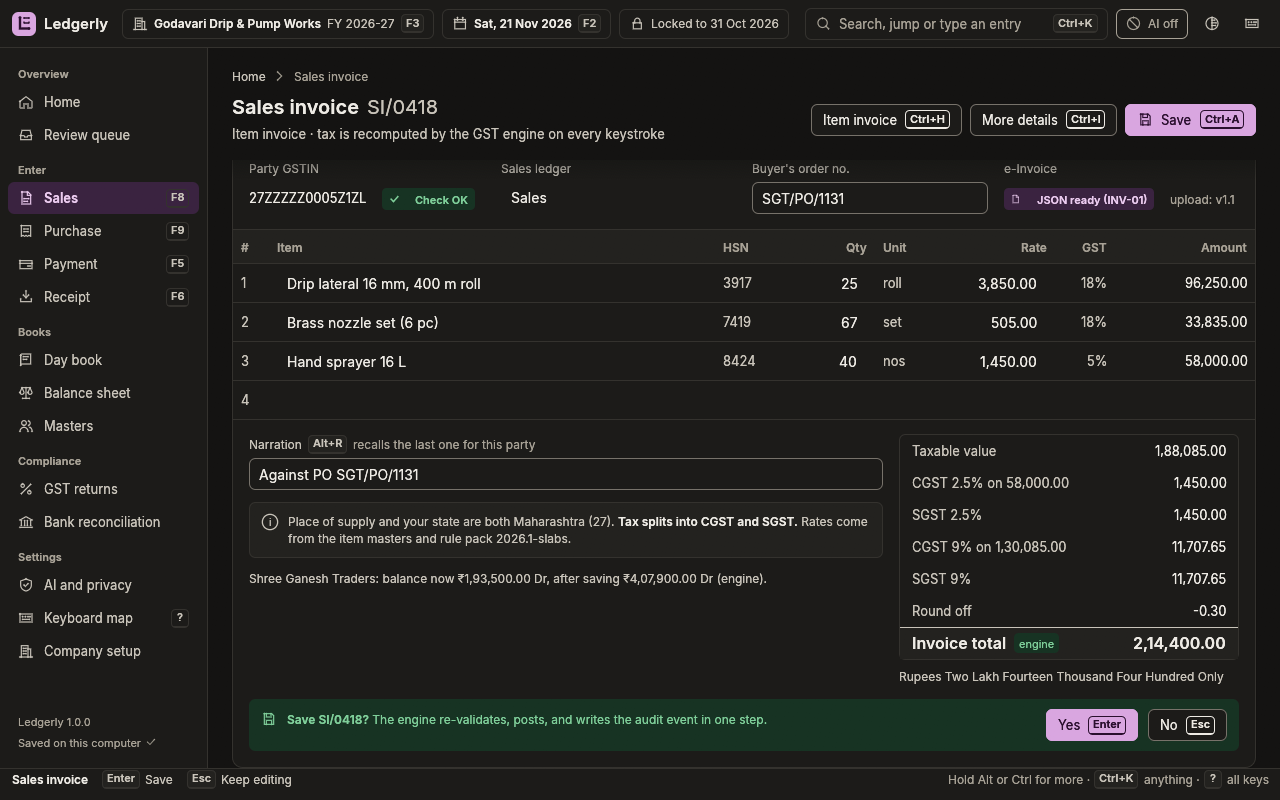 Ledgerly
Godavari Drip & Pump Works FY 2026-27 F3
Sat, 21 Nov 2026 F2
Locked to 31 Oct 2026
Search, jump or type an entry Ctrl+K
AI off
Overview
Home
Review queue
Enter
Sales F8
Purchase F9
Payment F5
Receipt F6
Books
Day book
Balance sheet
Masters
Compliance
GST returns
Bank reconciliation
Settings
AI and privacy
Keyboard map ?
Company setup
Ledgerly 1.0.0
Saved on this computer
Home Sales invoice
Sales invoice SI/0418
Item invoice · tax is recomputed by the GST engine on every keystroke
Item invoice Ctrl+H
More details Ctrl+I
Save Ctrl+A
Party GSTIN Sales ledger Buyer's order no. e-Invoice
27ZZZZZ0005Z1ZL Check OK Sales SGT/PO/1131 JSON ready (INV-01) upload: v1.1
# Item HSN Qty Unit Rate GST Amount
1 Drip lateral 16 mm, 400 m roll 3917 25 roll 3,850.00 18% 96,250.00
2 Brass nozzle set (6 pc) 7419 67 set 505.00 18% 33,835.00
3 Hand sprayer 16 L 8424 40 nos 1,450.00 5% 58,000.00
4
Narration Alt+R recalls the last one for this party
Against PO SGT/PO/1131
Place of supply and your state are both Maharashtra (27). Tax splits into CGST and SGST. Rates come
from the item masters and rule pack 2026.1-slabs.
Shree Ganesh Traders: balance now ₹1,93,500.00 Dr, after saving ₹4,07,900.00 Dr (engine).
Taxable value 1,88,085.00
CGST 2.5% on 58,000.00 1,450.00
SGST 2.5% 1,450.00
CGST 9% on 1,30,085.00 11,707.65
SGST 9% 11,707.65
Round off -0.30
Invoice total engine 2,14,400.00
Rupees Two Lakh Fourteen Thousand Four Hundred Only
Save SI/0418? The engine re-validates, posts, and writes the audit event in one step.
Yes Enter
No Esc
Sales invoice Enter Save Esc Keep editing
Hold Alt or Ctrl for more · Ctrl+K anything · ? all keys